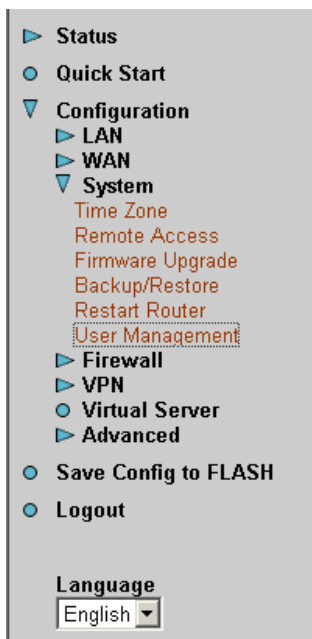 Status
Quick Start
Configuration
LAN
WAN
System
Time Zone
Remote Access
Firmware Upgrade
Backup/Restore
Restart Router
User Management
Firewall
VPN
Virtual Server
Advanced
Save Config to FLASH
Logout
Language
English